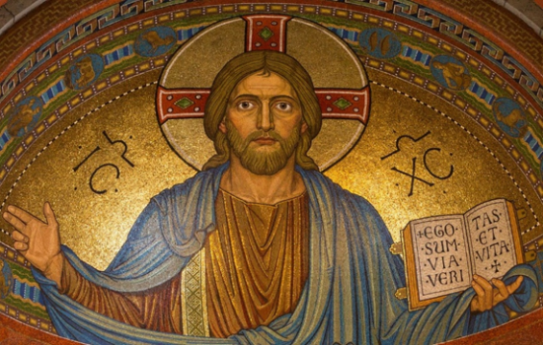 IC
XC
+EGO·
·SUM·
·VIA·
VERI
TAS·
·ET·
VITA
+